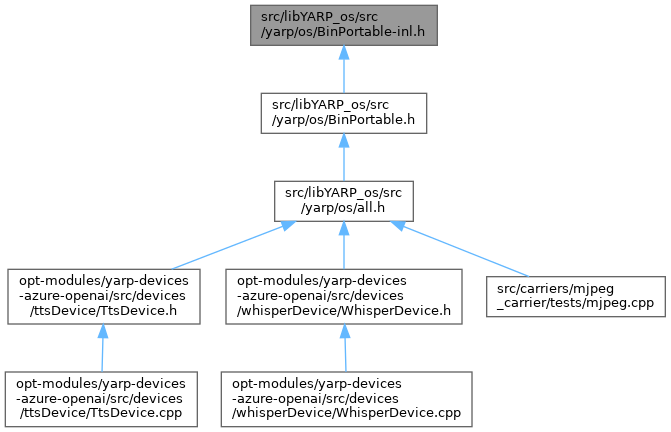 src/libYARP_os/src
/yarp/os/BinPortable-inl.h
src/libYARP_os/src
/yarp/os/BinPortable.h
src/libYARP_os/src
/yarp/os/all.h
opt-modules/yarp-devices
-azure-openai/src/devices
/ttsDevice/TtsDevice.h
opt-modules/yarp-devices
-azure-openai/src/devices
/whisperDevice/WhisperDevice.h
src/carriers/mjpeg
_carrier/tests/mjpeg.cpp
opt-modules/yarp-devices
-azure-openai/src/devices
/ttsDevice/TtsDevice.cpp
opt-modules/yarp-devices
-azure-openai/src/devices
/whisperDevice/WhisperDevice.cpp